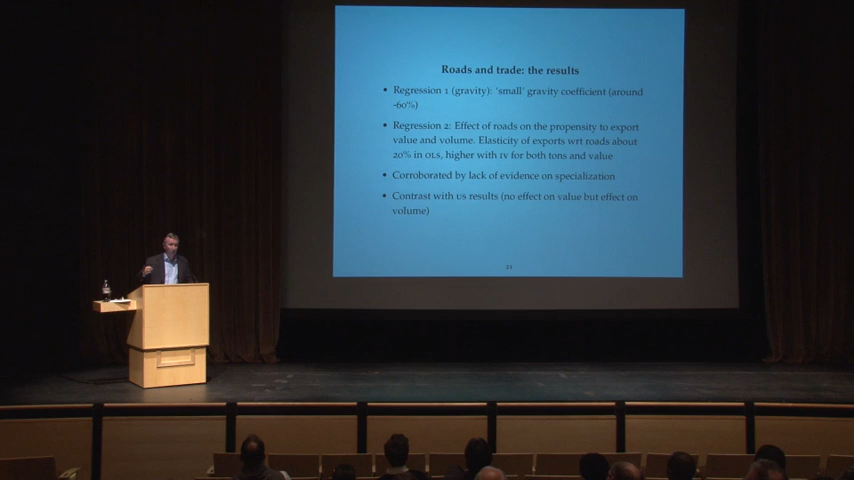 Roads and trade: the results
• Regression 1 (gravity): 'small' gravity coefficient (around
-60%)
• Regression 2: Effect of roads on the propensity to export
value and volume. Elasticity of exports wrt roads about
20% in OLS, higher with IV for both tons and value
• Corroborated by lack of evidence on specialization
• Contrast with US results (no effect on value but effect on
volume)